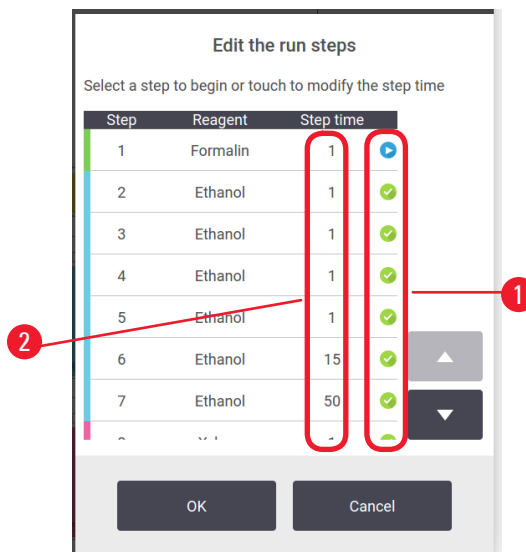 Edit the run steps
Select a step to begin or touch to modify the step time
Step Reagent Step time
1 Formalin 1
2 Ethanol 1
3 Ethanol 1
4 Ethanol 1
5 Ethanol 1
6 Ethanol 15
7 Ethanol 50
1
2
OK Cancel